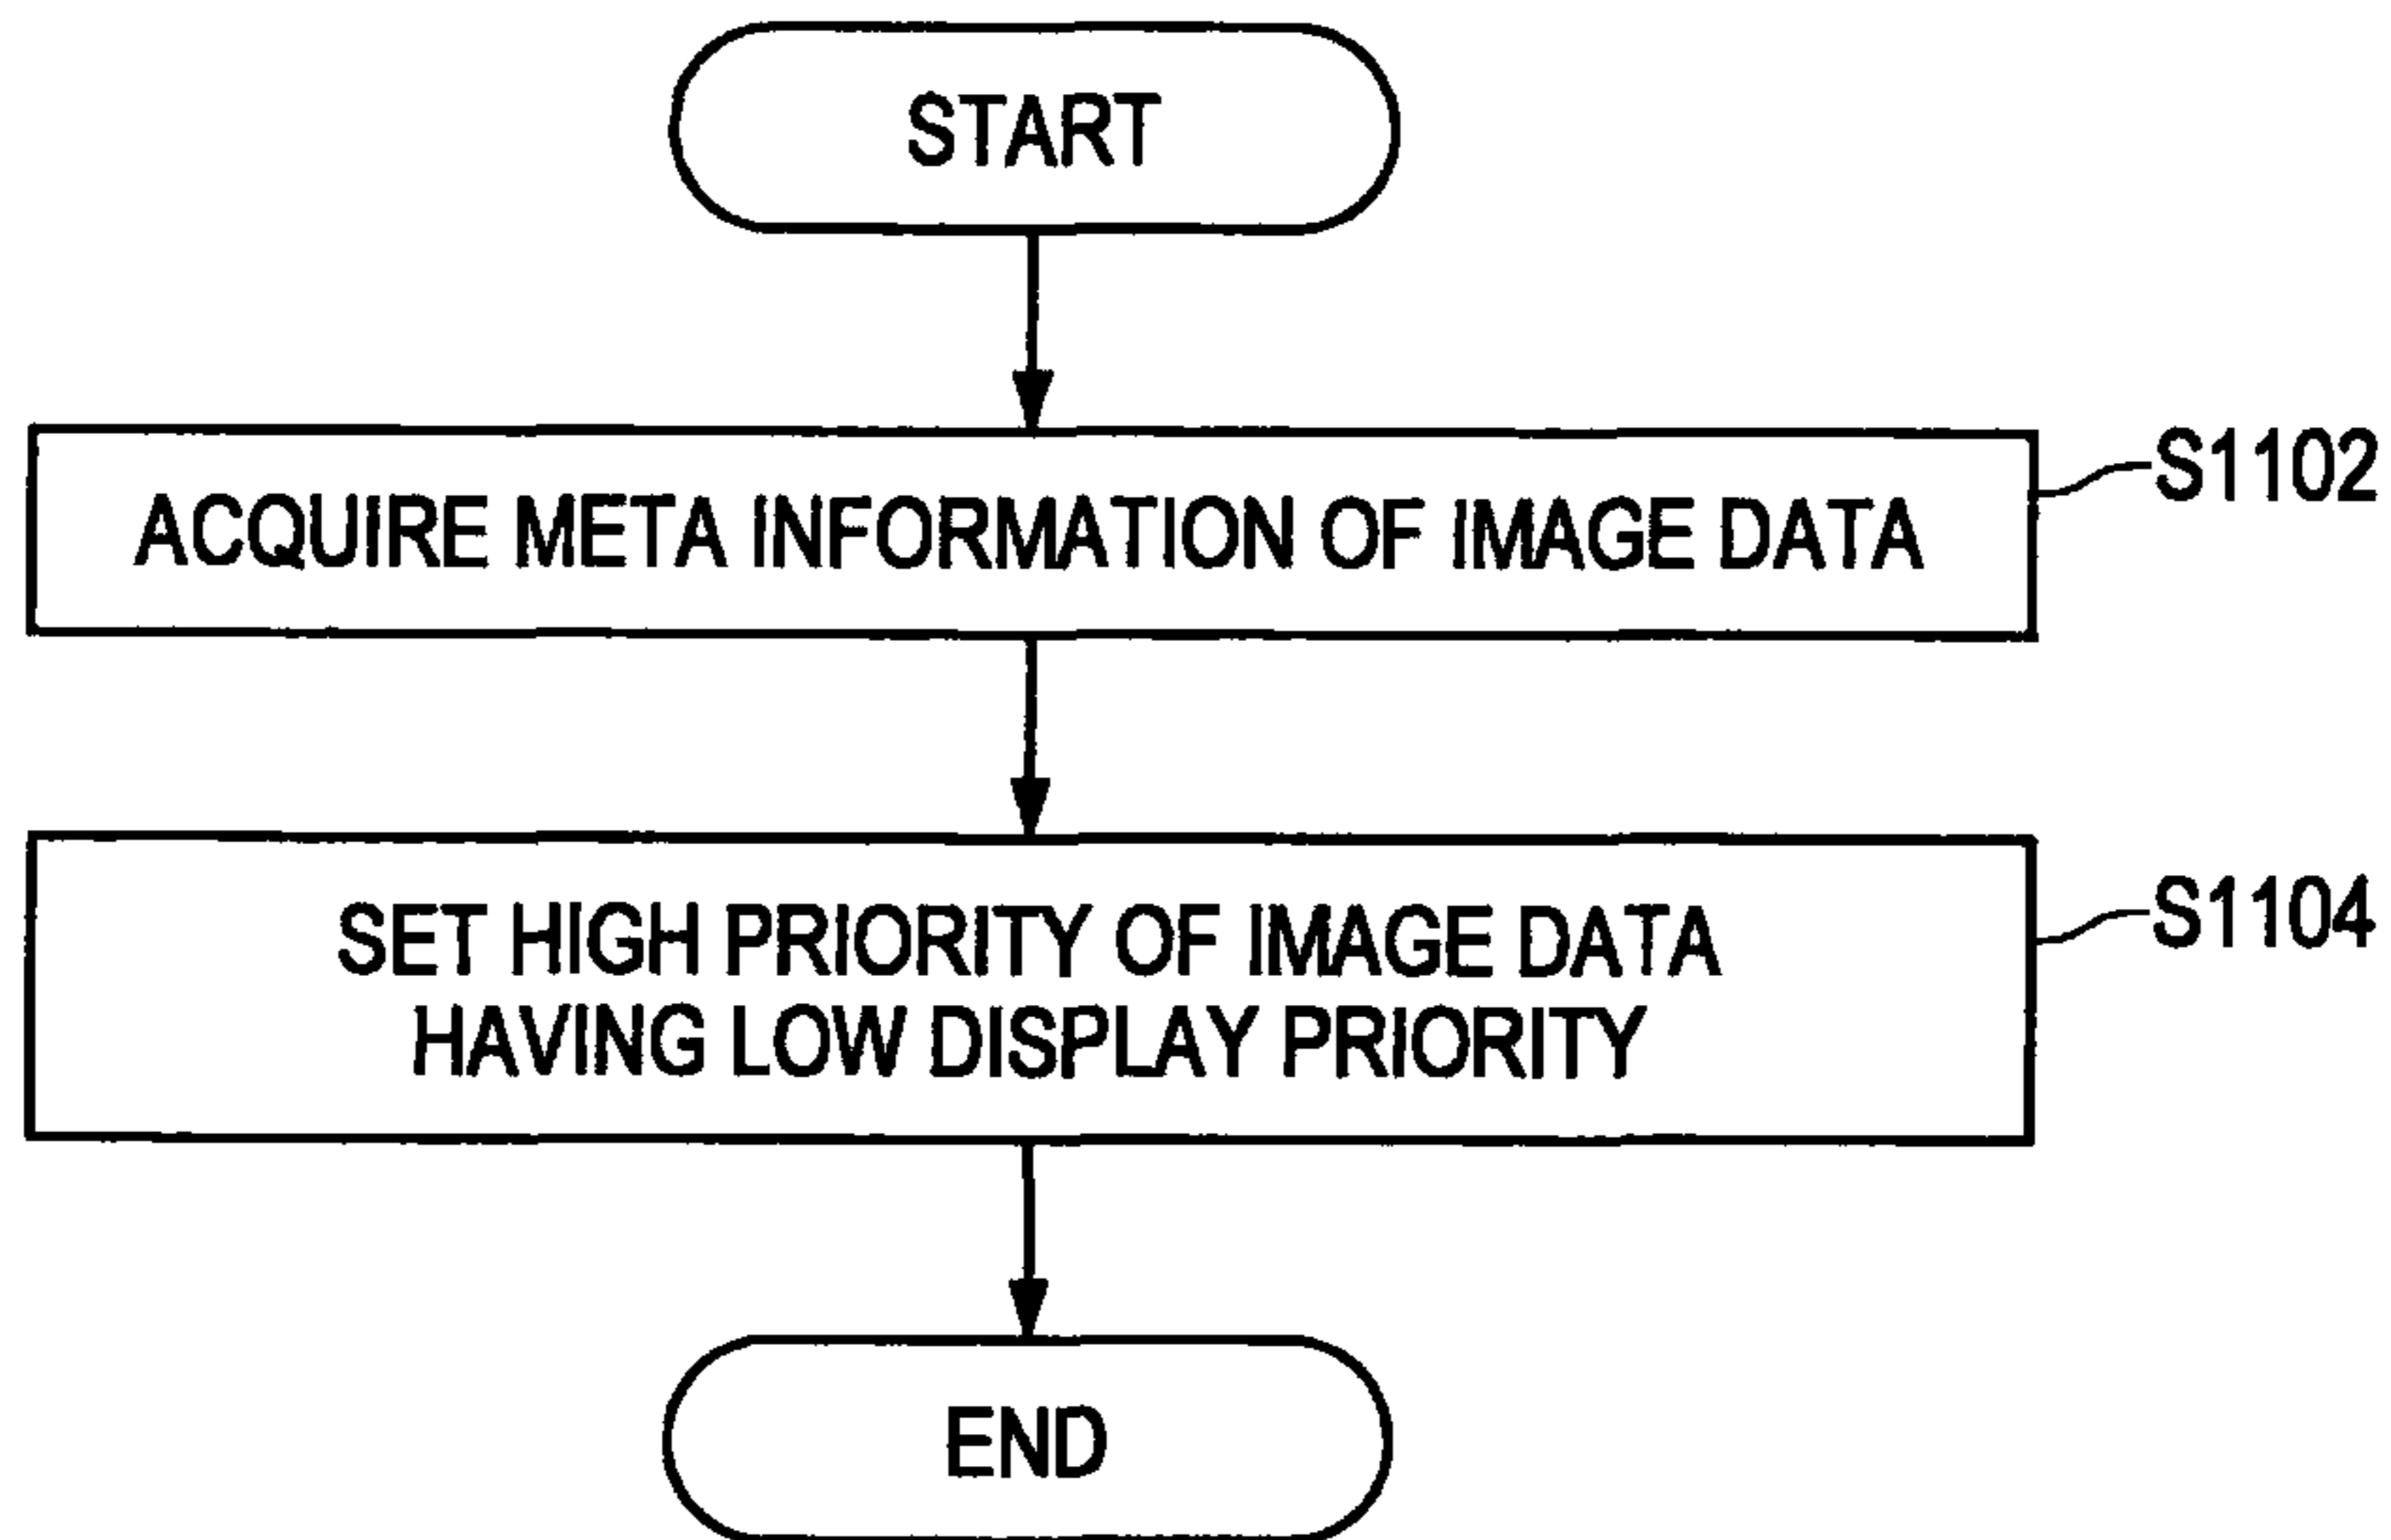 START
ACQUIRE META INFORMATION OF IMAGE DATA
S1102
SET HIGH PRIORITY OF IMAGE DATA
HAVING LOW DISPLAY PRIORITY
S1104
END